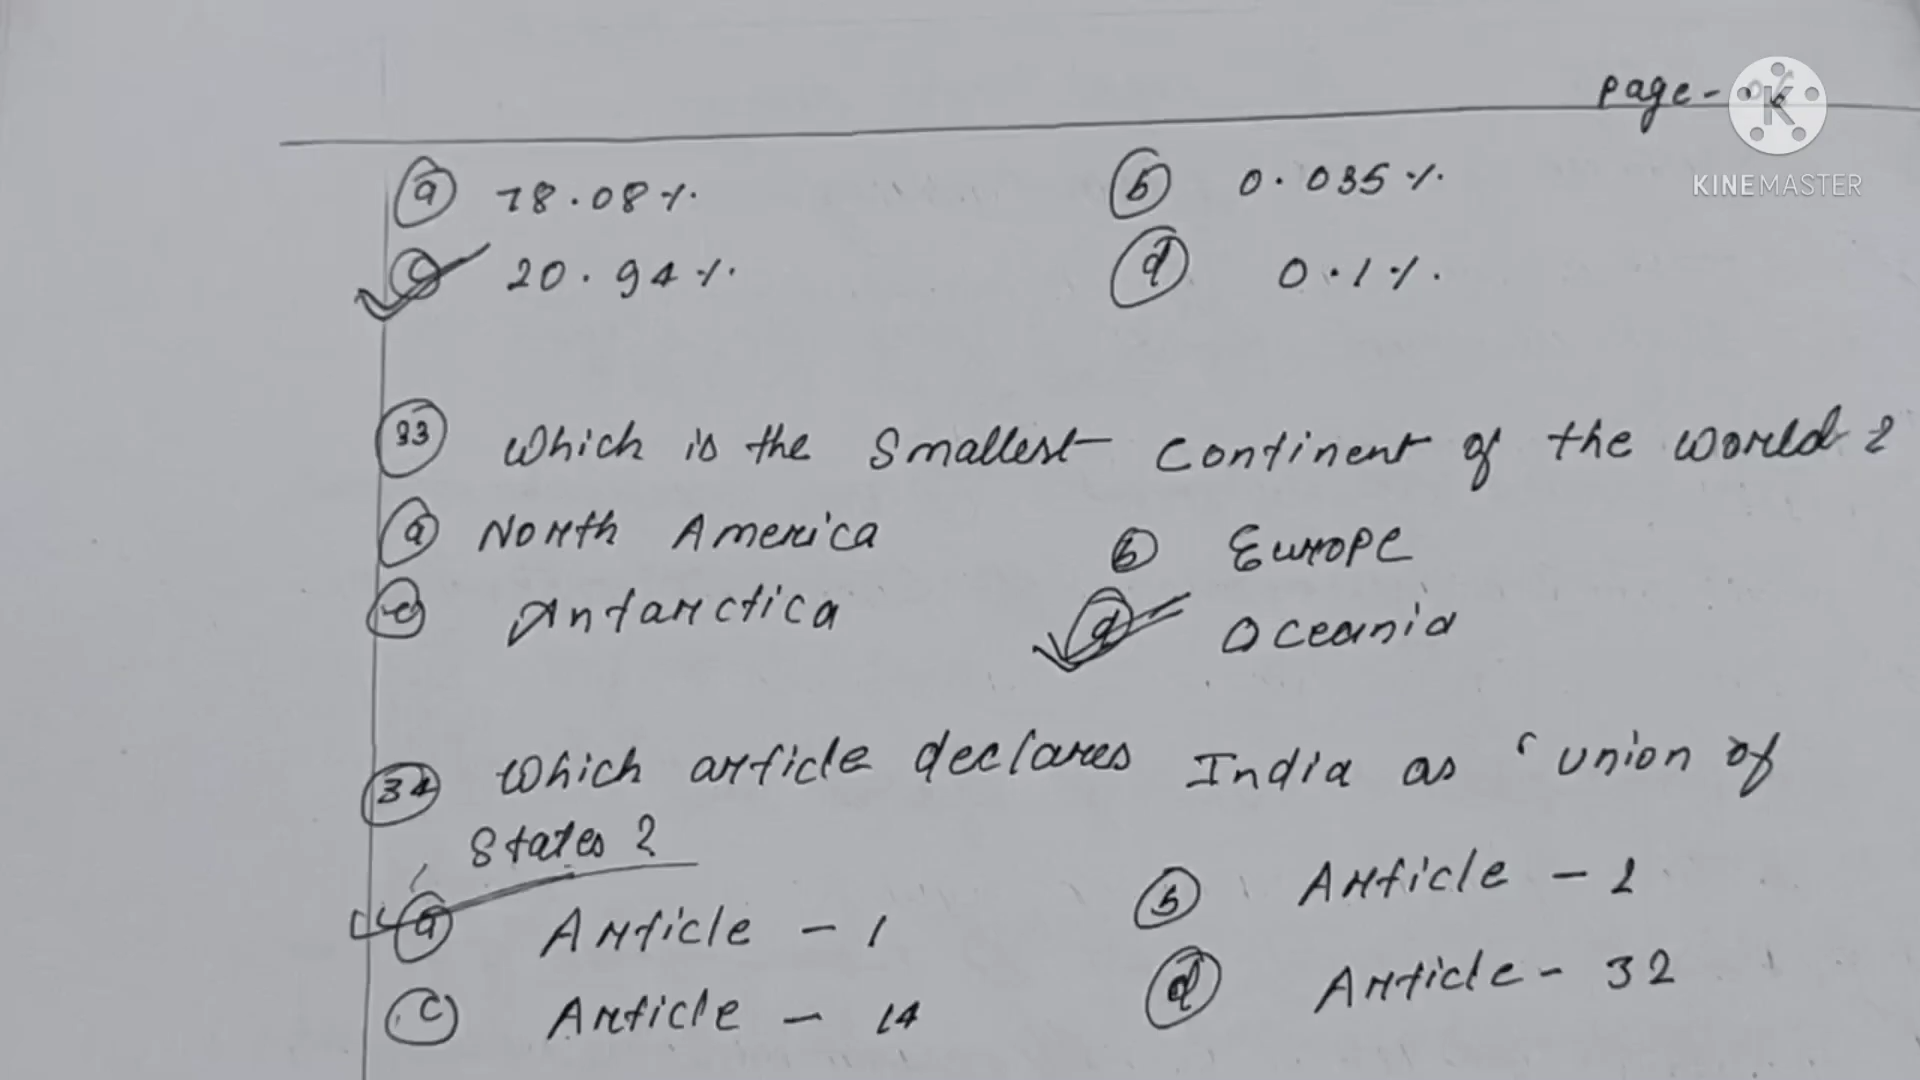 page-
K
KINEMASTER
(a) 78.08%. (b) 0.035%.
(c) 20.94%. (d) 0.1%.
(33) Which is the Smallest Continent of the world?
(a) North America (b) Europe
(c) Antarctica (d) Oceania
(34) Which article declares India as 'union of
States?
(a) Article - 1 (b) Article - 2
(c) Article - 14 (d) Article - 32